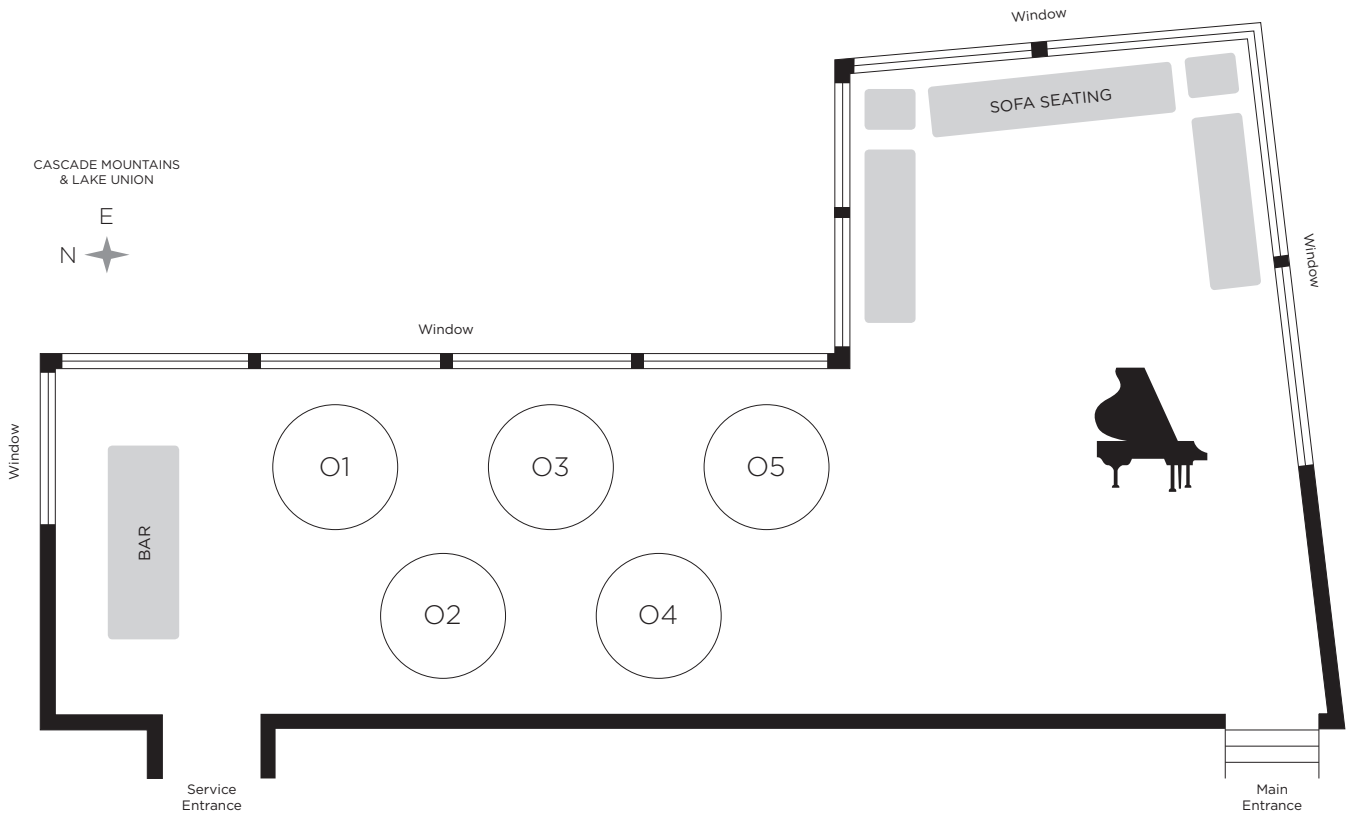 Window
SOFA SEATING
CASCADE MOUNTAINS
& LAKE UNION
E
N
Window
Window
Window
O1
O3
O5
BAR
O2
O4
Service
Entrance
Main
Entrance